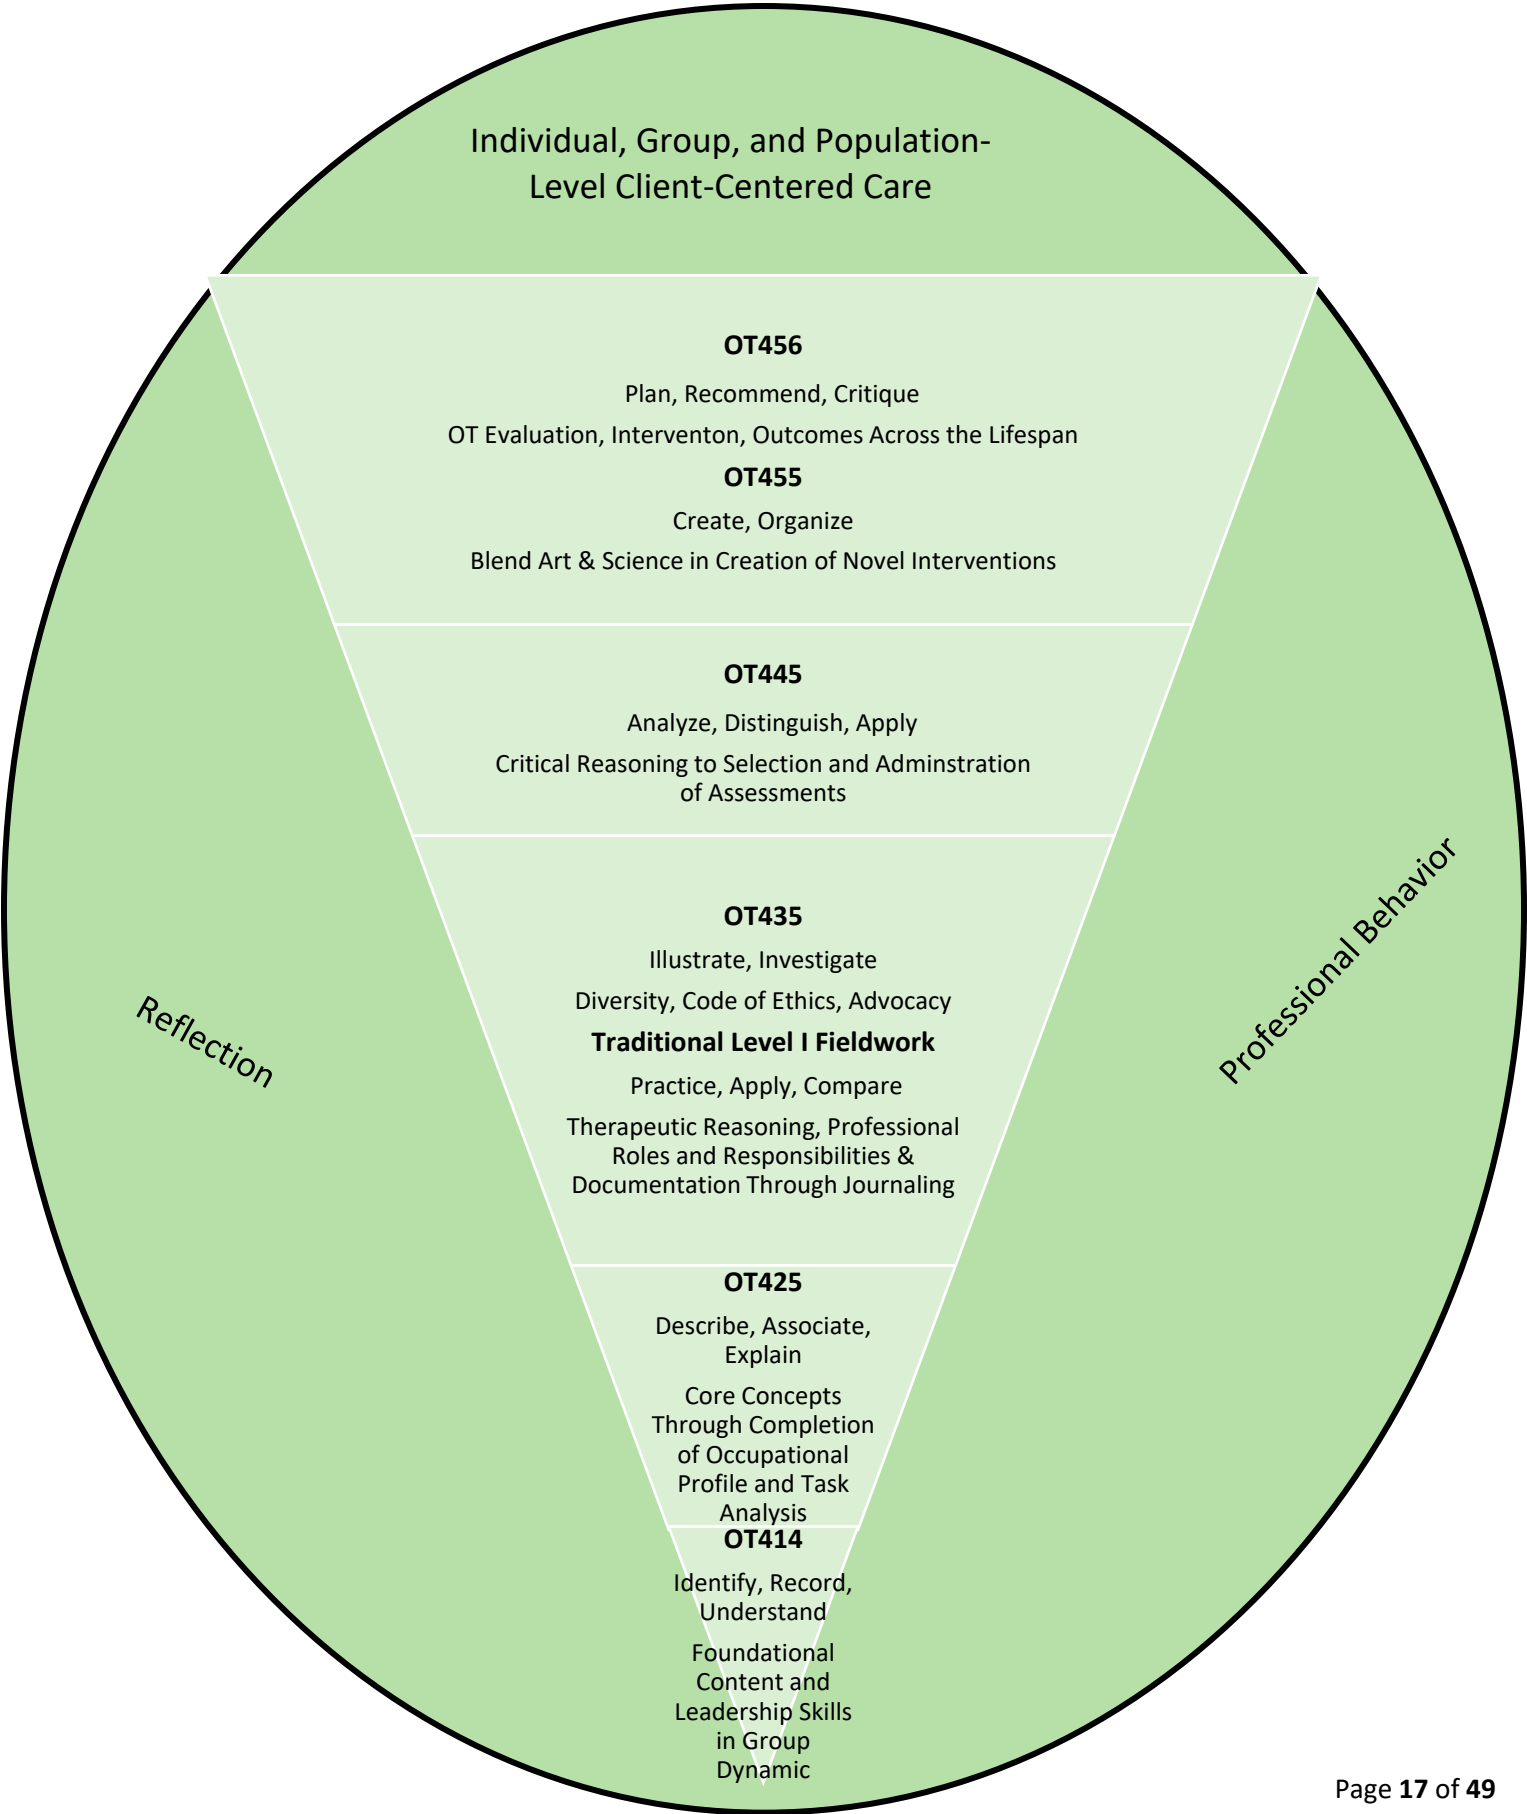 Individual, Group, and Population-
Level Client-Centered Care
OT456
Plan, Recommend, Critique
OT Evaluation, Interventon, Outcomes Across the Lifespan
OT455
Create, Organize
Blend Art & Science in Creation of Novel Interventions
OT445
Analyze, Distinguish, Apply
Critical Reasoning to Selection and Adminstration
of Assessments
OT435
Illustrate, Investigate
Diversity, Code of Ethics, Advocacy
Traditional Level I Fieldwork
Practice, Apply, Compare
Therapeutic Reasoning, Professional
Roles and Responsibilities &
Documentation Through Journaling
Reflection
Professional Behavior
OT425
Describe, Associate,
Explain
Core Concepts
Through Completion
of Occupational
Profile and Task
Analysis
OT414
Identify, Record,
Understand
Foundational
Content and
Leadership Skills
in Group
Dynamic
Page 17 of 49